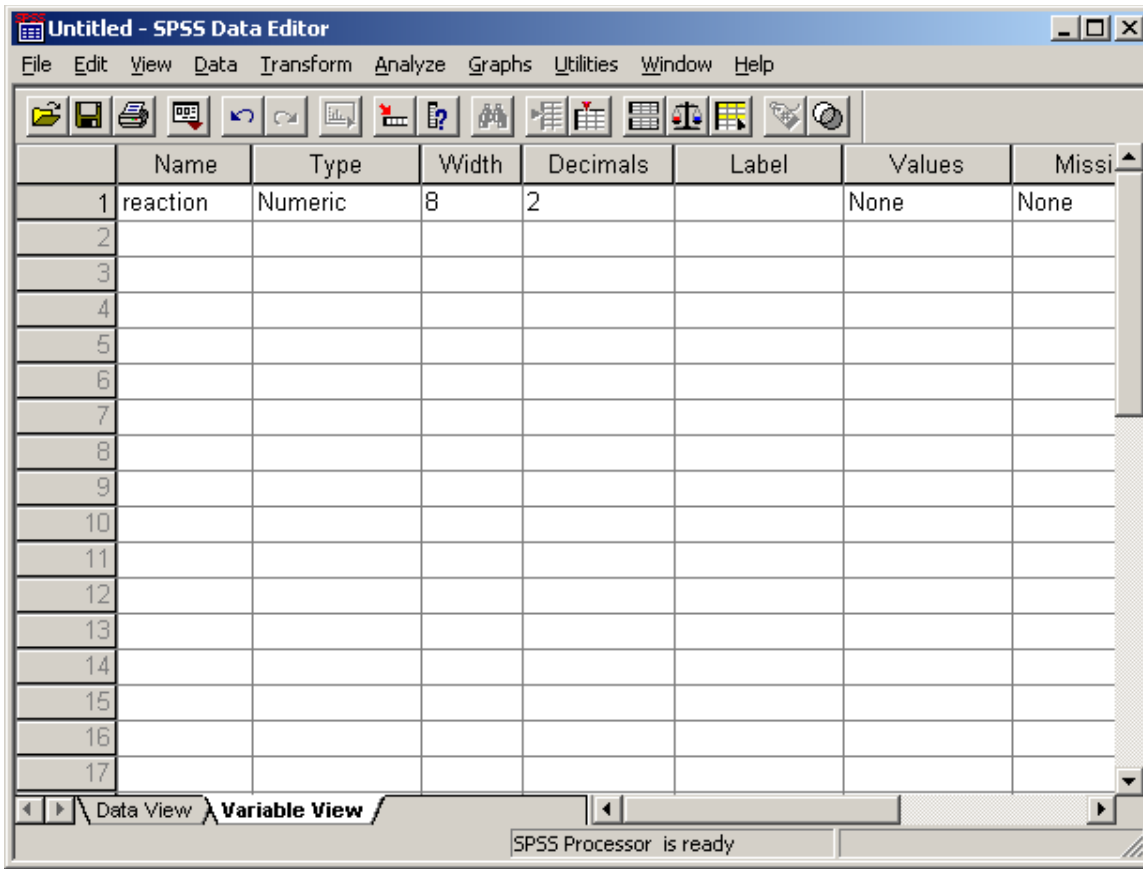 Untitled - SPSS Data Editor
File Edit View Data Transform Analyze Graphs Utilities Window Help
Name Type Width Decimals Label Values Missi
1 reaction Numeric 8 2 None None
2
3
4
5
6
7
8
9
10
11
12
13
14
15
16
17
Data View Variable View
SPSS Processor is ready